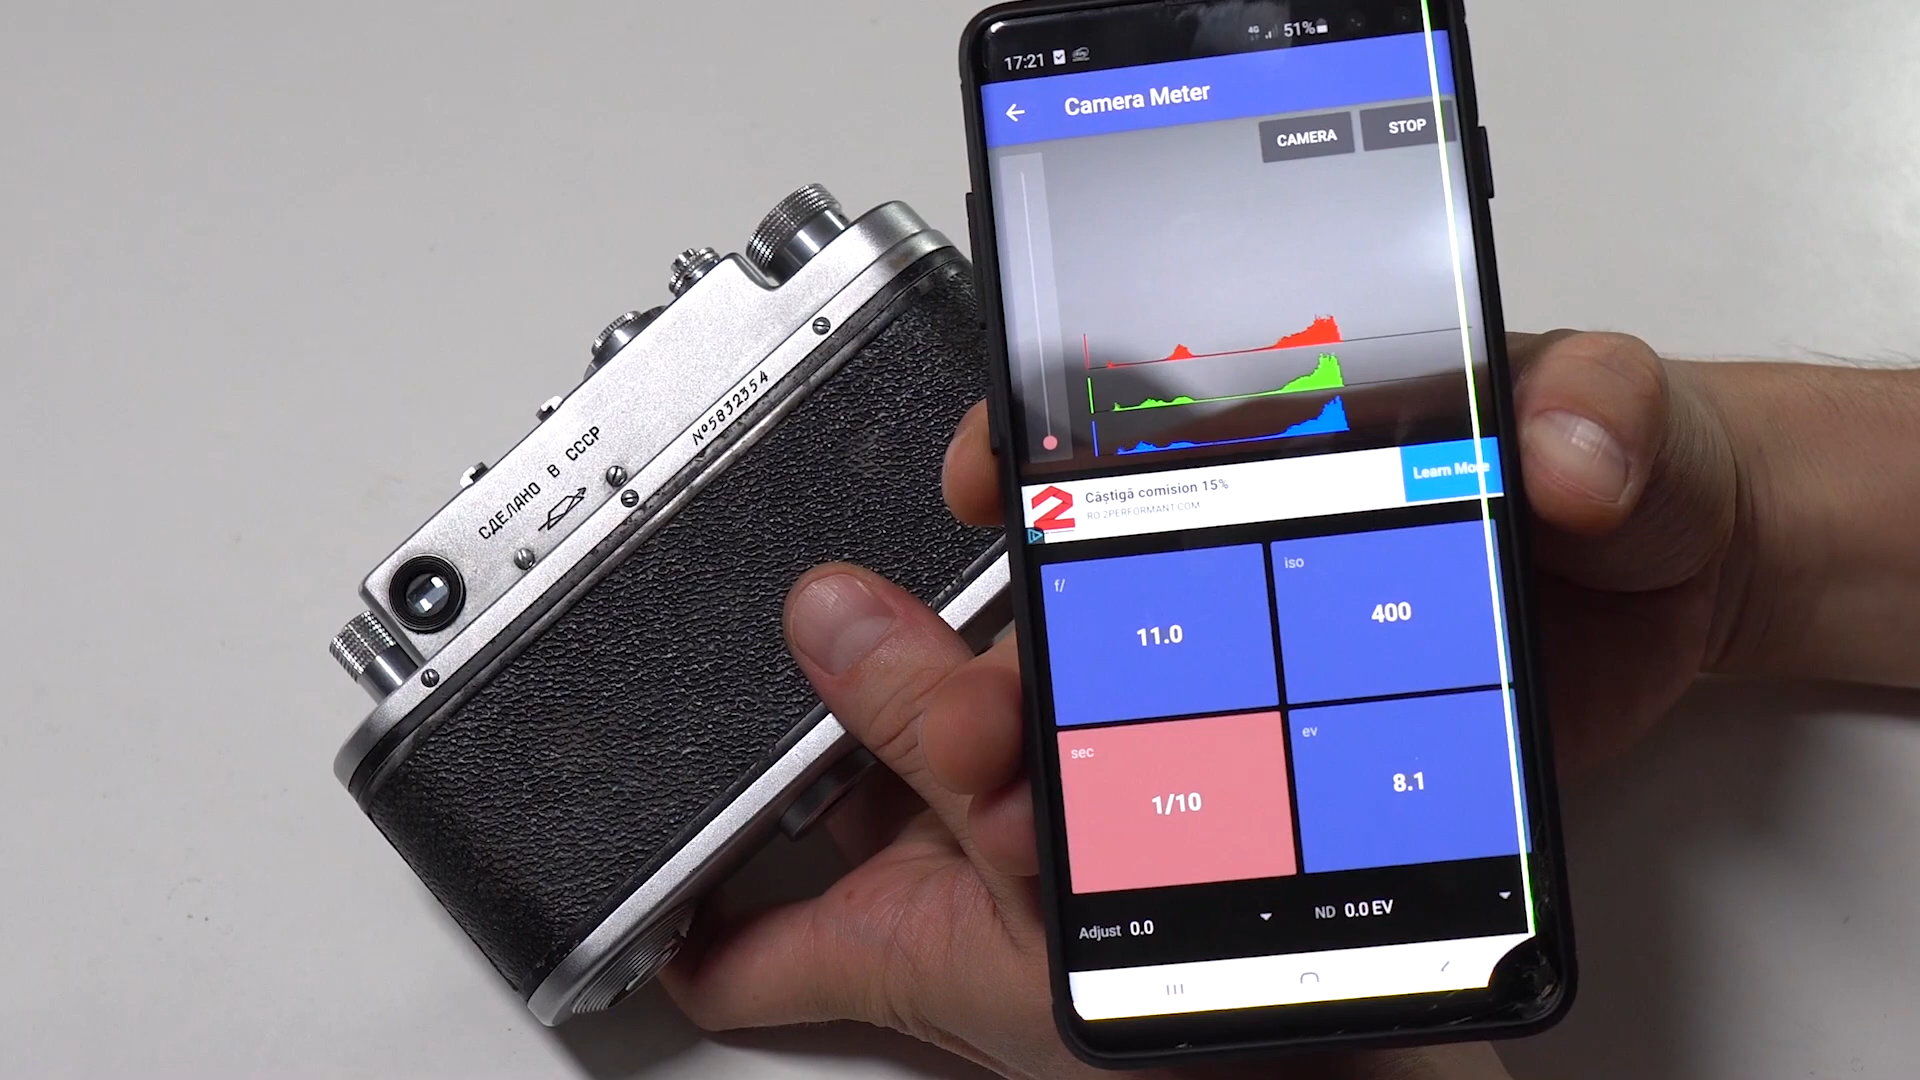 17:21
4G
51%
Camera Meter
CAMERA
STOP
Câștigă comision 15%
RO.2PERFORMANT.COM
Learn More
f/
11.0
iso
400
sec
1/10
ev
8.1
Adjust 0.0
ND 0.0 EV
№5832354
СДЕЛАНО В СССР